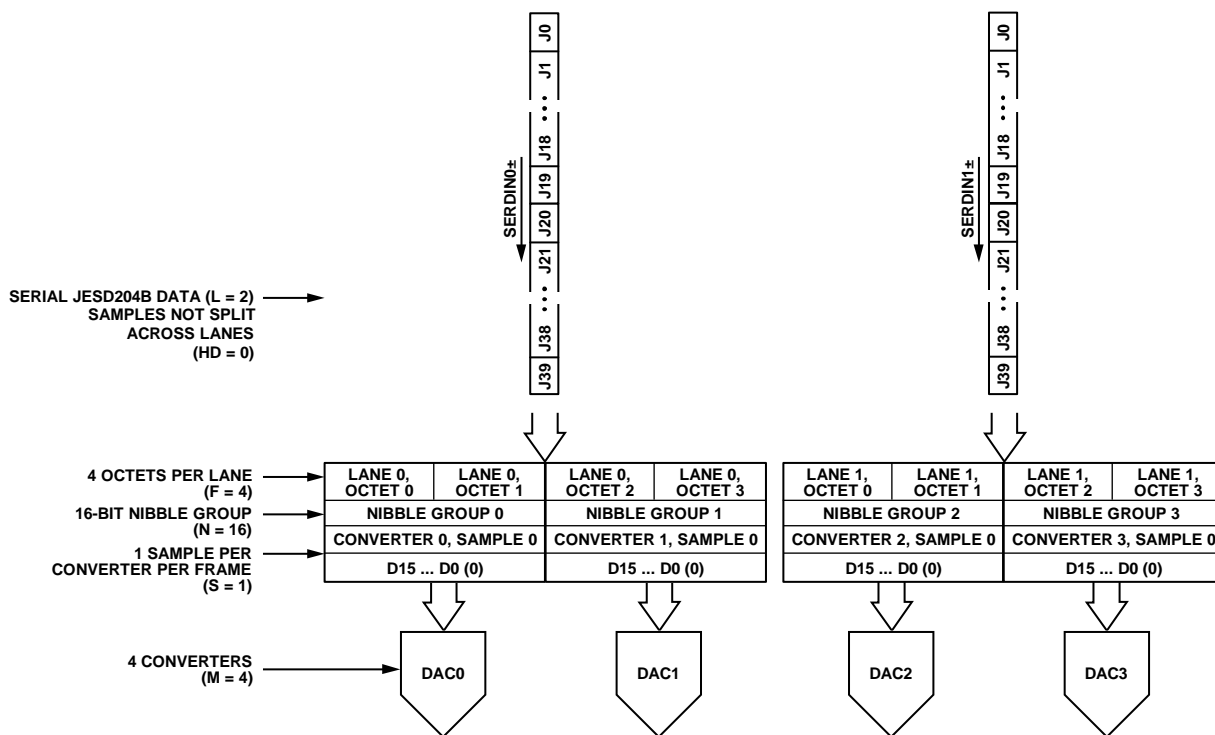 J0
J1
J18
J19
J20
J21
J38
J39
SERDIN0±
J0
J1
J18
J19
J20
J21
J38
J39
SERDIN1±
SERIAL JESD204B DATA (L = 2)
SAMPLES NOT SPLIT
ACROSS LANES
(HD = 0)
4 OCTETS PER LANE
(F = 4)
LANE 0,
OCTET 0
LANE 0,
OCTET 1
LANE 0,
OCTET 2
LANE 0,
OCTET 3
LANE 1,
OCTET 0
LANE 1,
OCTET 1
LANE 1,
OCTET 2
LANE 1,
OCTET 3
16-BIT NIBBLE GROUP
(N = 16)
NIBBLE GROUP 0
NIBBLE GROUP 1
NIBBLE GROUP 2
NIBBLE GROUP 3
1 SAMPLE PER
CONVERTER PER FRAME
(S = 1)
CONVERTER 0, SAMPLE 0
CONVERTER 1, SAMPLE 0
CONVERTER 2, SAMPLE 0
CONVERTER 3, SAMPLE 0
D15 ... D0 (0)
D15 ... D0 (0)
D15 ... D0 (0)
D15 ... D0 (0)
4 CONVERTERS
(M = 4)
DAC0
DAC1
DAC2
DAC3